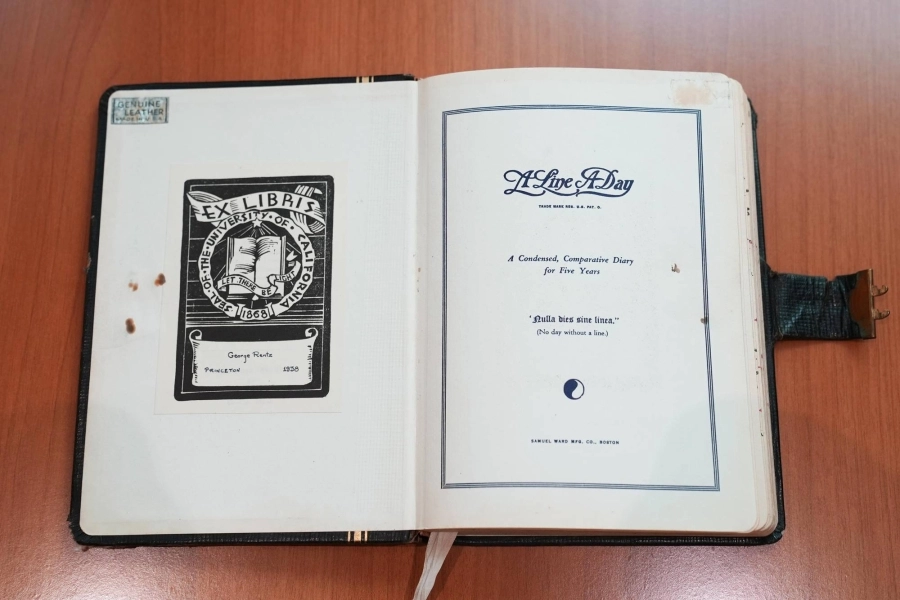 GENUINE
LEATHER
EX LIBRIS
SEAL·OF·THE·UNIVERSITY·OF·CALIFORNIA
LET THERE BE LIGHT
1868
George Rentz
PRINCETON 1938
A Line A Day
TRADE MARK REG. U.S. PAT. O.
A Condensed, Comparative Diary
for Five Years
"Nulla dies sine linea."
(No day without a line.)
SAMUEL WARD MFG. CO., BOSTON